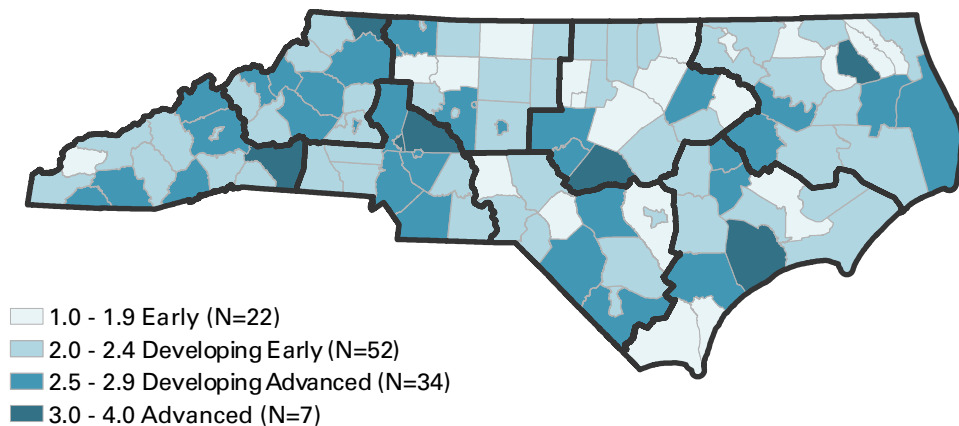 1.0 - 1.9 Early (N=22)
2.0 - 2.4 Developing Early (N=52)
2.5 - 2.9 Developing Advanced (N=34)
3.0 - 4.0 Advanced (N=7)